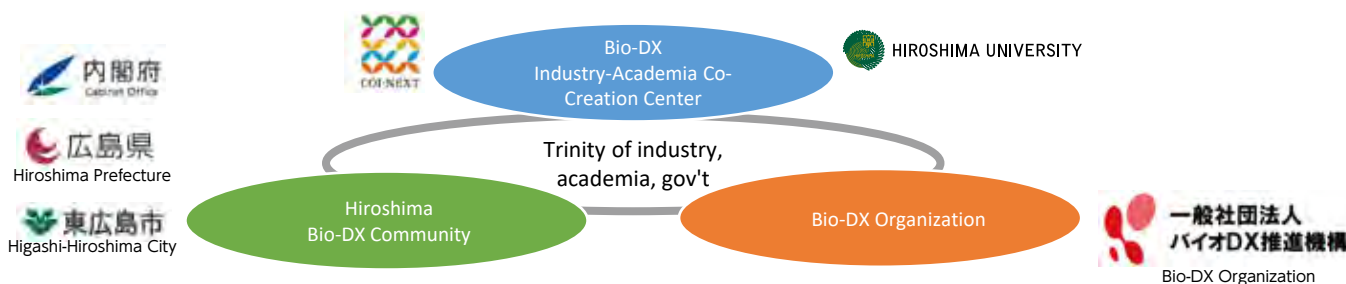 COI-NEXT
Bio-DX
Industry-Academia Co-
Creation Center
HIROSHIMA UNIVERSITY
内閣府
Cabinet Office
広島県
Hiroshima Prefecture
東広島市
Higashi-Hiroshima City
Trinity of industry,
academia, gov't
Hiroshima
Bio-DX Community
Bio-DX Organization
一般社団法人
バイオDX推進機構
Bio-DX Organization